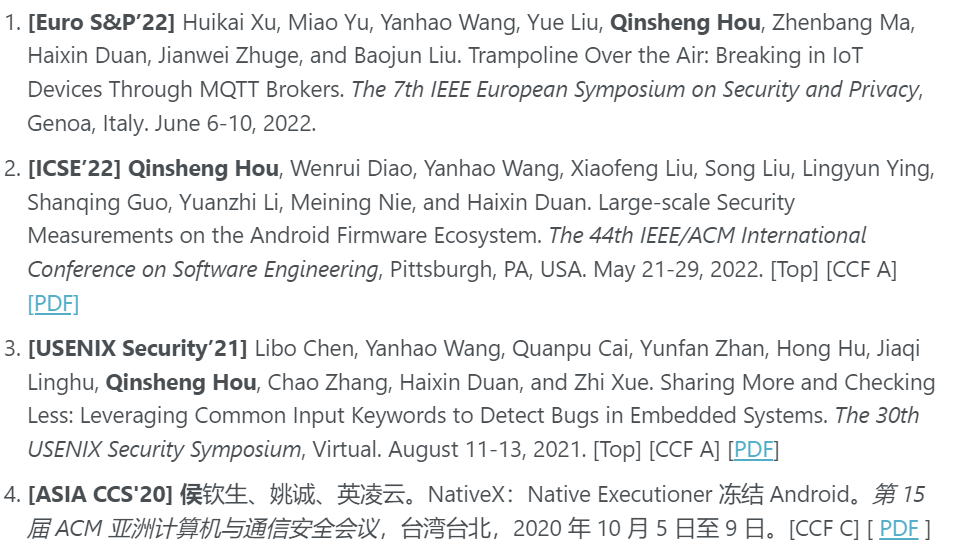 1. [Euro S&P’22] Huikai Xu, Miao Yu, Yanhao Wang, Yue Liu, Qinsheng Hou, Zhenbang Ma,
Haixin Duan, Jianwei Zhuge, and Baojun Liu. Trampoline Over the Air: Breaking in IoT
Devices Through MQTT Brokers. The 7th IEEE European Symposium on Security and Privacy,
Genoa, Italy. June 6-10, 2022.
2. [ICSE’22] Qinsheng Hou, Wenrui Diao, Yanhao Wang, Xiaofeng Liu, Song Liu, Lingyun Ying,
Shanqing Guo, Yuanzhi Li, Meining Nie, and Haixin Duan. Large-scale Security
Measurements on the Android Firmware Ecosystem. The 44th IEEE/ACM International
Conference on Software Engineering, Pittsburgh, PA, USA. May 21-29, 2022. [Top] [CCF A]
[PDF]
3. [USENIX Security’21] Libo Chen, Yanhao Wang, Quanpu Cai, Yunfan Zhan, Hong Hu, Jiaqi
Linghu, Qinsheng Hou, Chao Zhang, Haixin Duan, and Zhi Xue. Sharing More and Checking
Less: Leveraging Common Input Keywords to Detect Bugs in Embedded Systems. The 30th
USENIX Security Symposium, Virtual. August 11-13, 2021. [Top] [CCF A] [PDF]
4. [ASIA CCS'20] 侯钦生、姚诚、英凌云。NativeX：Native Executioner 冻结 Android。第 15
届 ACM 亚洲计算机与通信安全会议，台湾台北，2020 年 10 月 5 日至 9 日。[CCF C] [ PDF ]